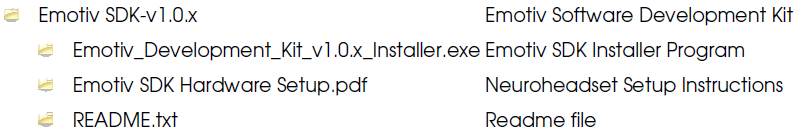 Emotiv SDK-v1.0.x Emotiv Software Development Kit
Emotiv_Development_Kit_v1.0.x_Installer.exe Emotiv SDK Installer Program
Emotiv SDK Hardware Setup.pdf Neuroheadset Setup Instructions
README.txt Readme file